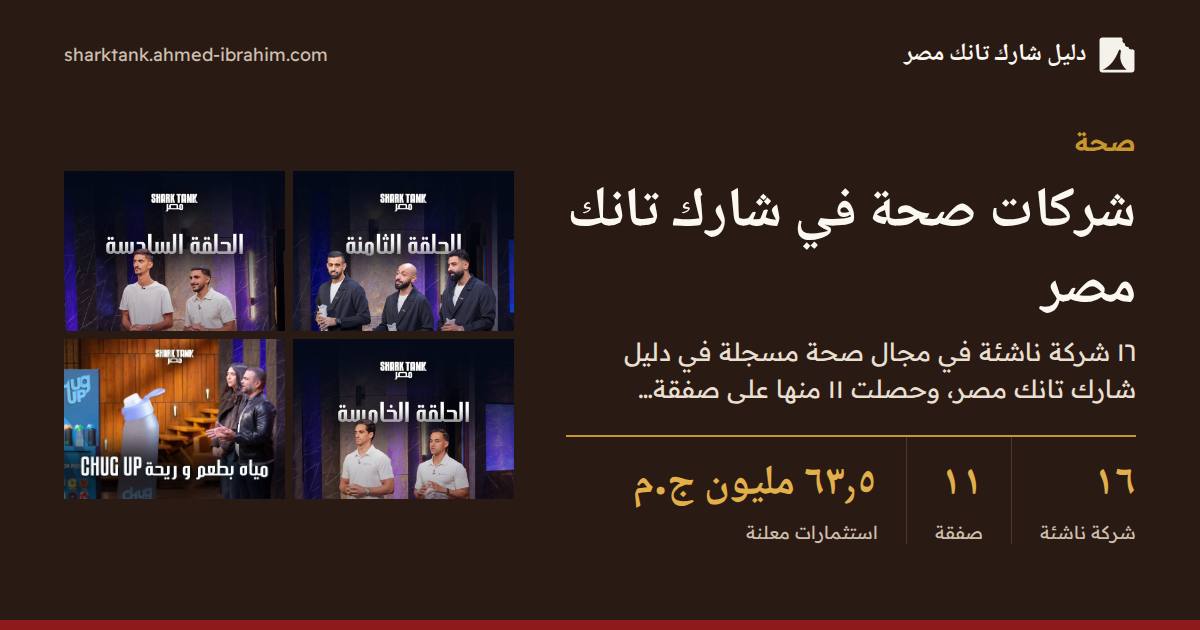 دليل شارك تانك مصر
sharktank.ahmed-ibrahim.com
صحة
شركات صحة في شارك تانك
مصر
١٦ شركة ناشئة في مجال صحة مسجلة في دليل
شارك تانك مصر، وحصلت ١١ منها على صفقة...
١٦
شركة ناشئة
١١
صفقة
٦٣٫٥ مليون ج.م
استثمارات معلنة
SHARK TANK
مصر
الحلقة الثامنة
SHARK TANK
مصر
الحلقة السادسة
SHARK TANK
مصر
الحلقة الخامسة
SHARK TANK
مصر
ug
UP
مياه بطعم و ريحة CHUG UP
chug